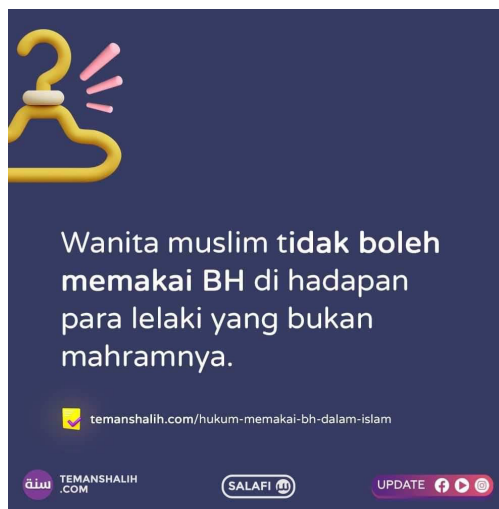 Wanita muslim tidak boleh
memakai BH di hadapan
para lelaki yang bukan
mahramnya.
temanshalih.com/hukum-memakai-bh-dalam-islam
سنة
TEMANSHALIH
.COM
SALAFI
UPDATE